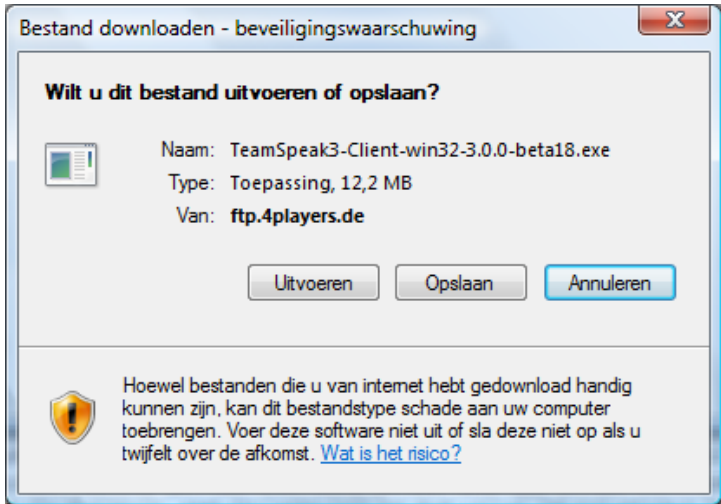 Bestand downloaden - beveiligingswaarschuwing
Wilt u dit bestand uitvoeren of opslaan?
Naam: TeamSpeak3-Client-win32-3.0.0-beta18.exe
Type: Toepassing, 12,2 MB
Van: ftp.4players.de
Uitvoeren Opslaan Annuleren
Hoewel bestanden die u van internet hebt gedownload handig
kunnen zijn, kan dit bestandstype schade aan uw computer
toebrengen. Voer deze software niet uit of sla deze niet op als u
twijfelt over de afkomst. Wat is het risico?